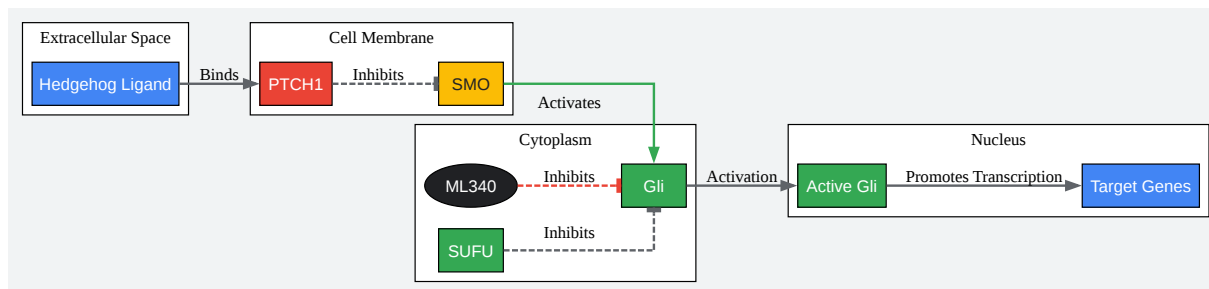 Extracellular Space
Cell Membrane
Hedgehog Ligand
Binds
PTCH1
Inhibits
SMO
Activates
Cytoplasm
Nucleus
ML340
Inhibits
Gli
Activation
Active Gli
Promotes Transcription
Target Genes
SUFU
Inhibits